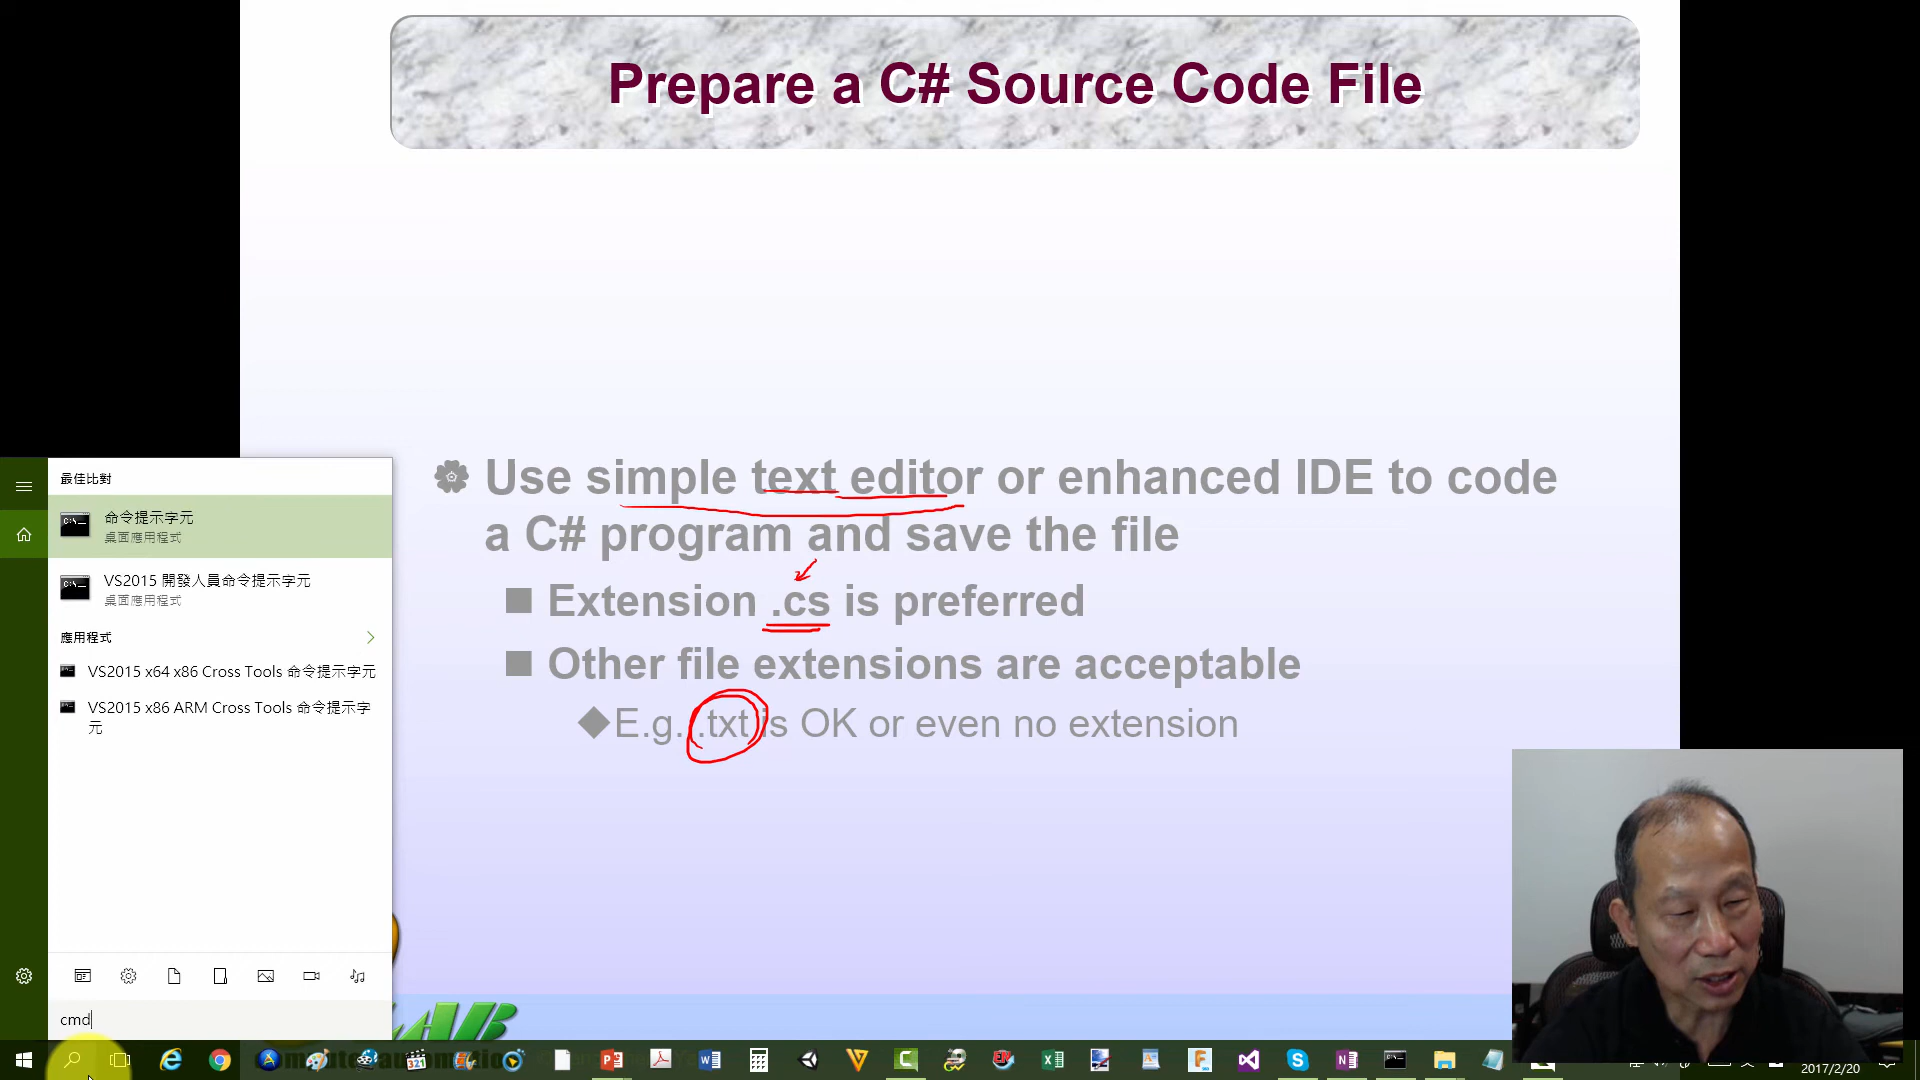 Prepare a C# Source Code File
Use simple text editor or enhanced IDE to code
a C# program and save the file
Extension .cs is preferred
Other file extensions are acceptable
E.g. .txt is OK or even no extension
最佳比對
命令提示字元
桌面應用程式
VS2015 開發人員命令提示字元
桌面應用程式
應用程式
VS2015 x64 x86 Cross Tools 命令提示字元
VS2015 x86 ARM Cross Tools 命令提示字
元
cmd
2017/2/20